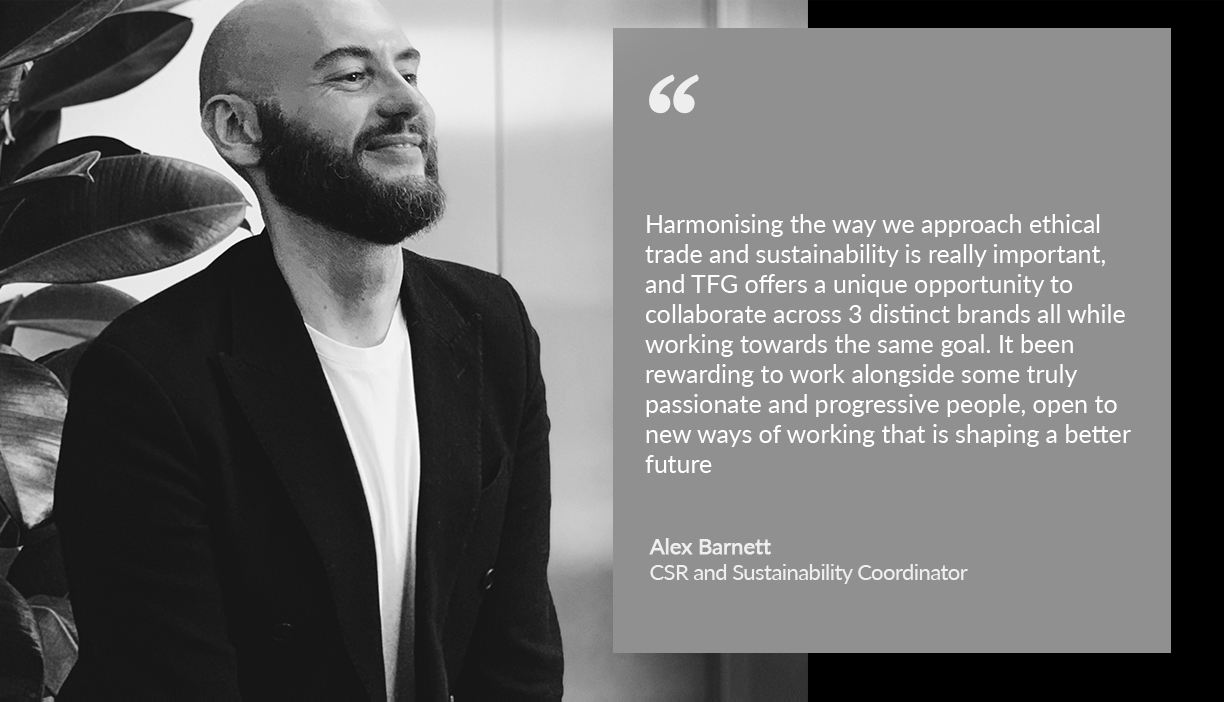 “
Harmonising the way we approach ethical
trade and sustainability is really important,
and TFG offers a unique opportunity to
collaborate across 3 distinct brands all while
working towards the same goal. It been
rewarding to work alongside some truly
passionate and progressive people, open to
new ways of working that is shaping a better
future
Alex Barnett
CSR and Sustainability Coordinator